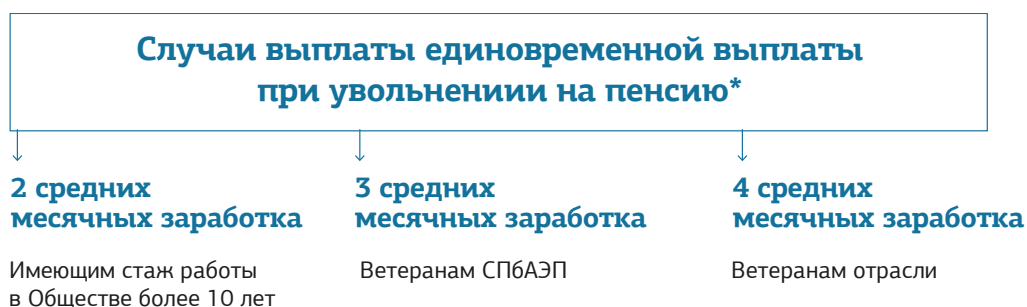 Случаи выплаты единовременной выплаты
при увольнениии на пенсию*
2 средних
месячных заработка
Имеющим стаж работы
в Обществе более 10 лет
3 средних
месячных заработка
Ветеранам СПбАЭП
4 средних
месячных заработка
Ветеранам отрасли